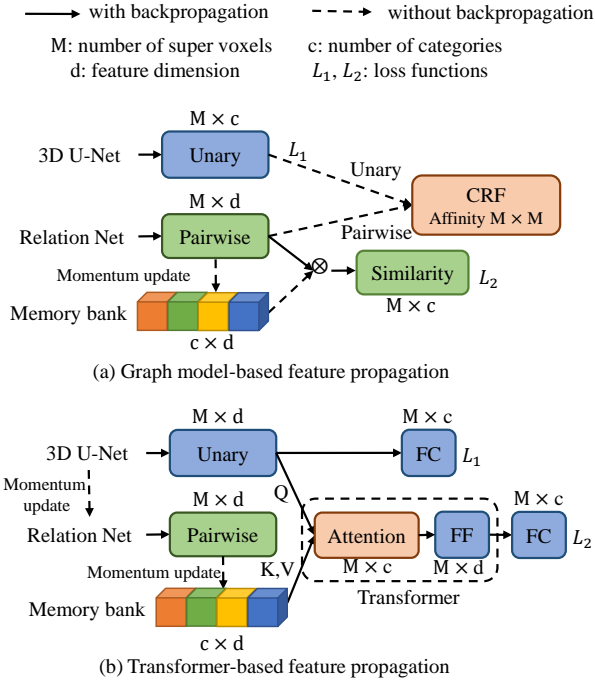 with backpropagation
without backpropagation
M: number of super voxels
c: number of categories
d: feature dimension
L₁, L₂: loss functions
M × c
3D U-Net
Unary
L₁
Unary
CRF
Affinity M × M
M × d
Relation Net
Pairwise
Pairwise
Momentum update
⊗
Similarity
L₂
M × c
Memory bank
c × d
(a) Graph model-based feature propagation
M × d
M × c
3D U-Net
Unary
FC
L₁
Momentum
update
Q
M × d
M × c
Relation Net
Pairwise
Attention
FF
FC
L₂
M × c
M × d
Momentum update
K,V
Transformer
Memory bank
c × d
(b) Transformer-based feature propagation